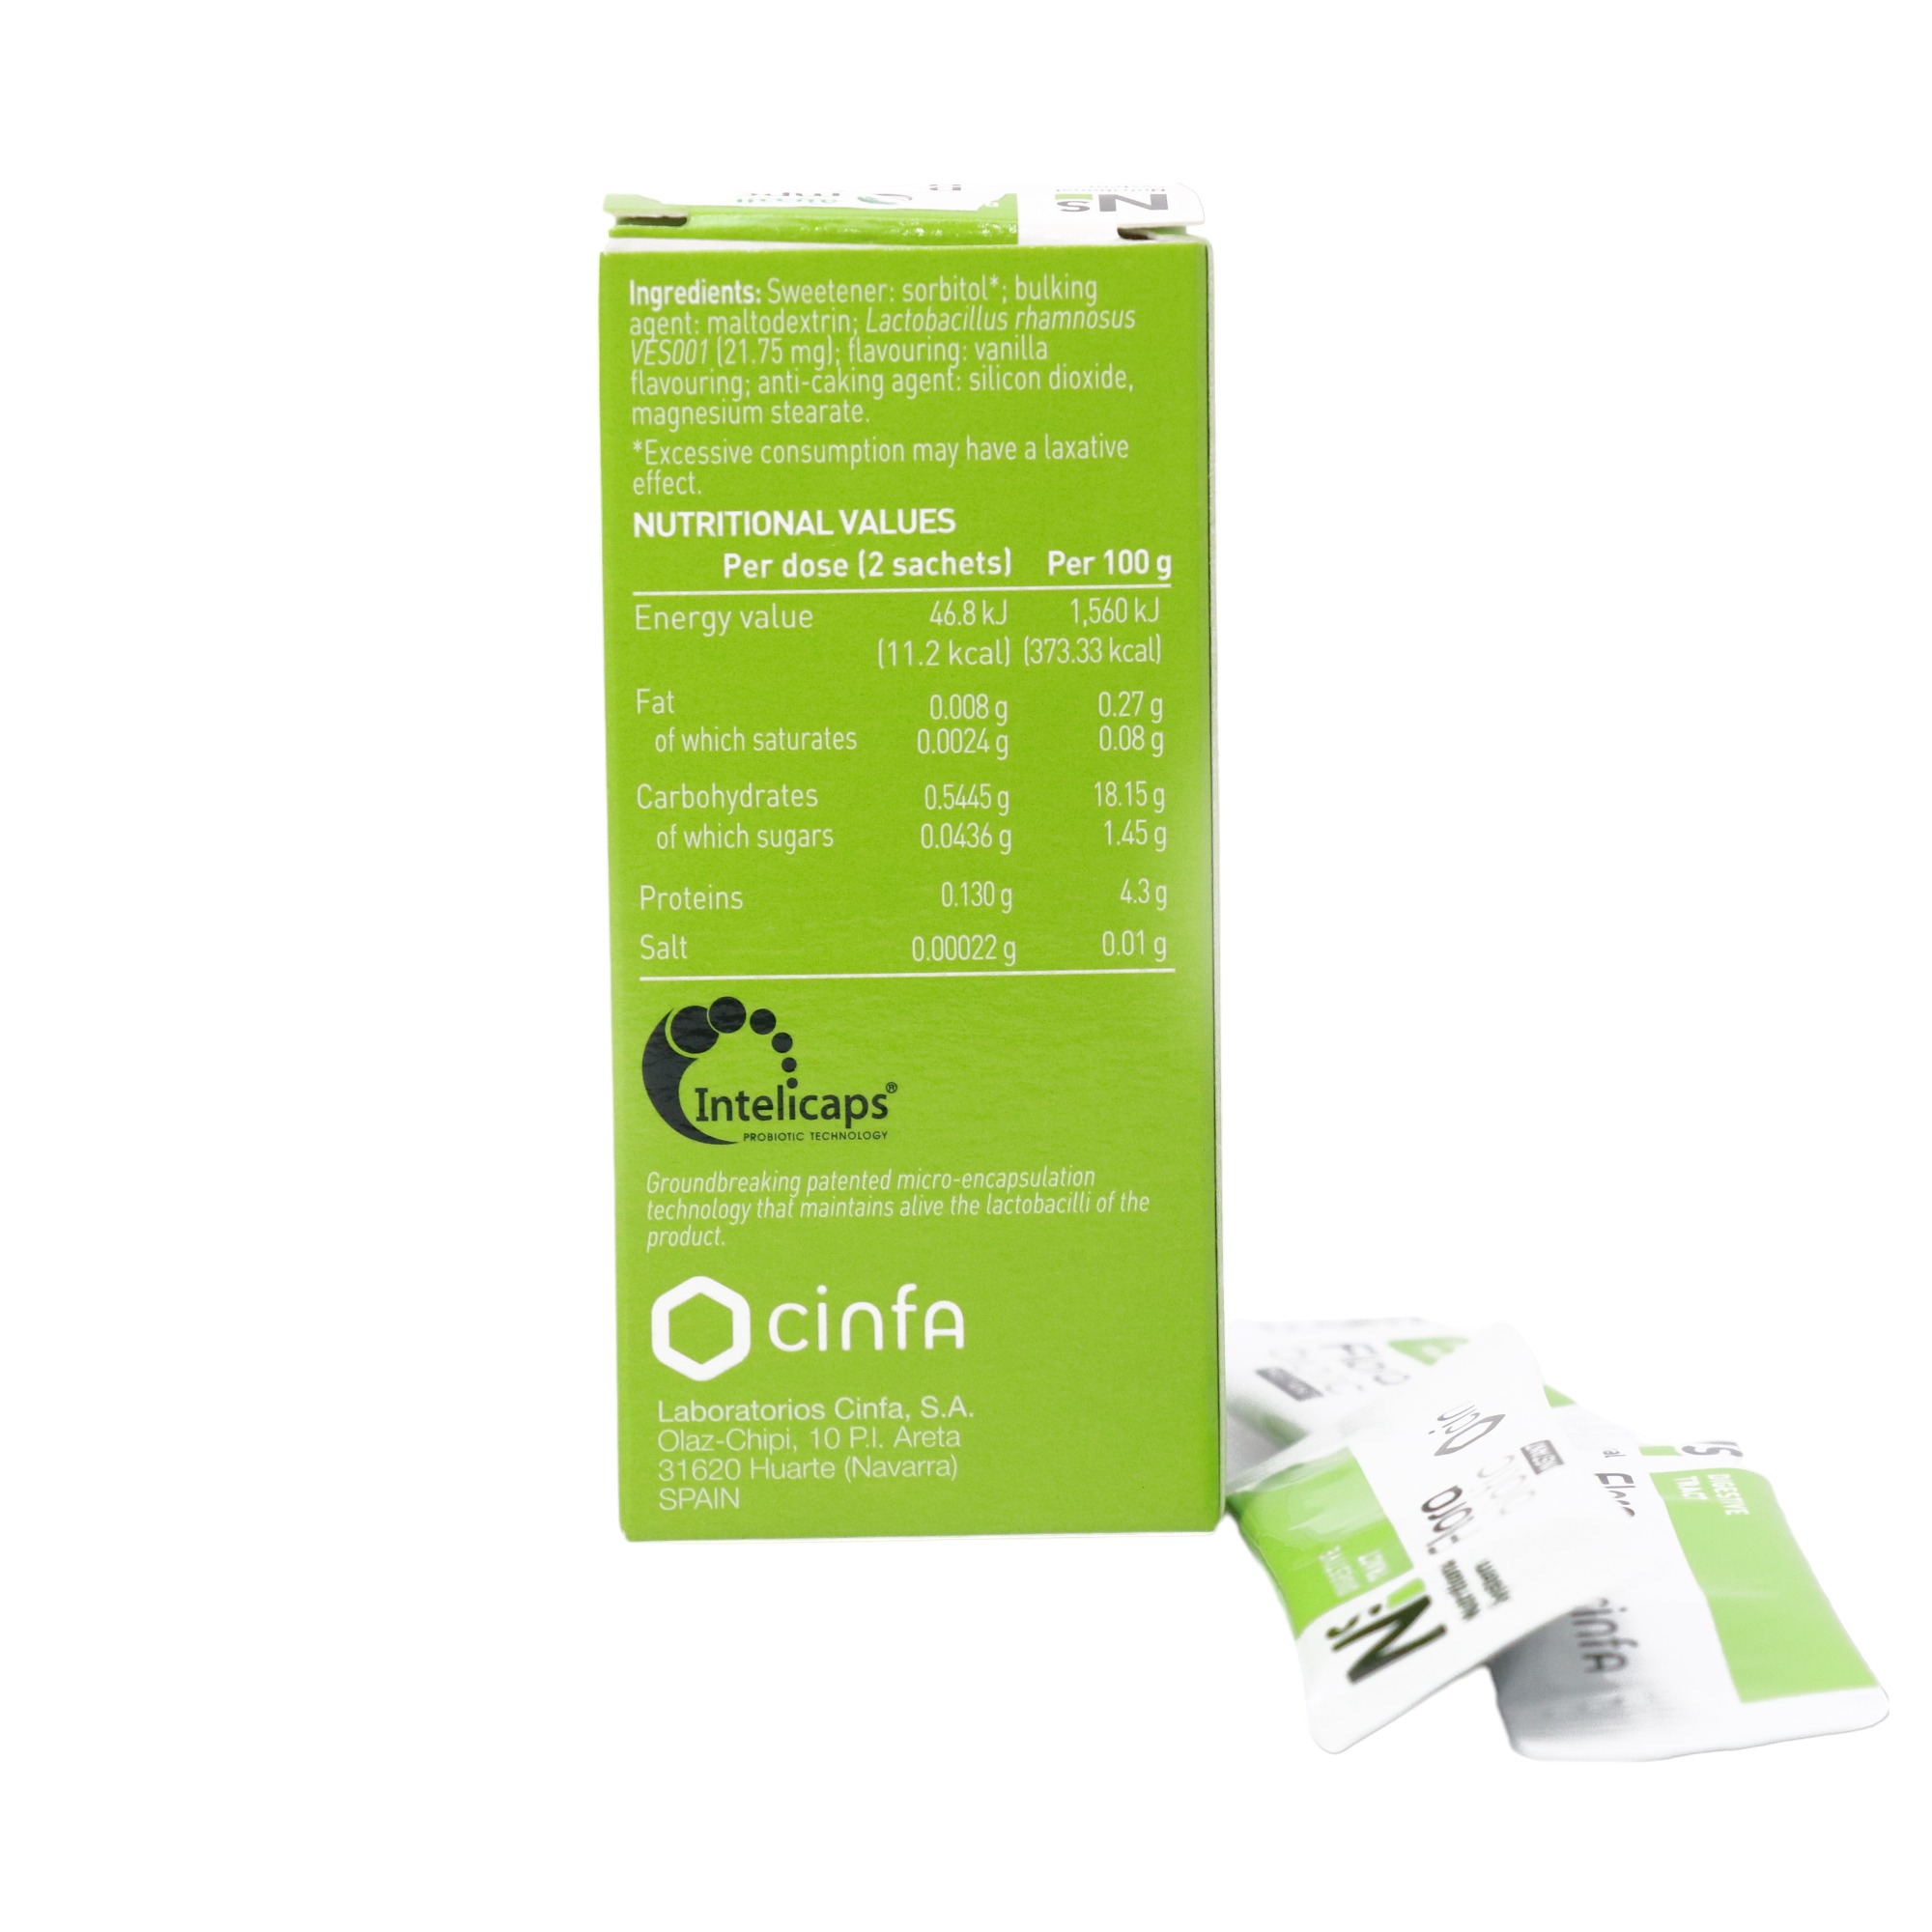 Ns
Ingredients: Sweetener: sorbitol*; bulking
agent: maltodextrin; Lactobacillus rhamnosus
VES001 (21.75 mg); flavouring: vanilla
flavouring; anti-caking agent: silicon dioxide,
magnesium stearate.
*Excessive consumption may have a laxative
effect.
NUTRITIONAL VALUES
Per dose (2 sachets) Per 100 g
Energy value 46.8 kJ 1,560 kJ
(11.2 kcal) (373.33 kcal)
Fat 0.008 g 0.27 g
of which saturates 0.0024 g 0.08 g
Carbohydrates 0.5445 g 18.15 g
of which sugars 0.0436 g 1.45 g
Proteins 0.130 g 4.3 g
Salt 0.00022 g 0.01 g
Intelicaps®
PROBIOTIC TECHNOLOGY
Groundbreaking patented micro-encapsulation
technology that maintains alive the lactobacilli of the
product.
cinfa
Laboratorios Cinfa, S.A.
Olaz-Chipi, 10 P.I. Areta
31620 Huarte (Navarra)
SPAIN
Ns
DIGESTIVE
TRACT
cinfa